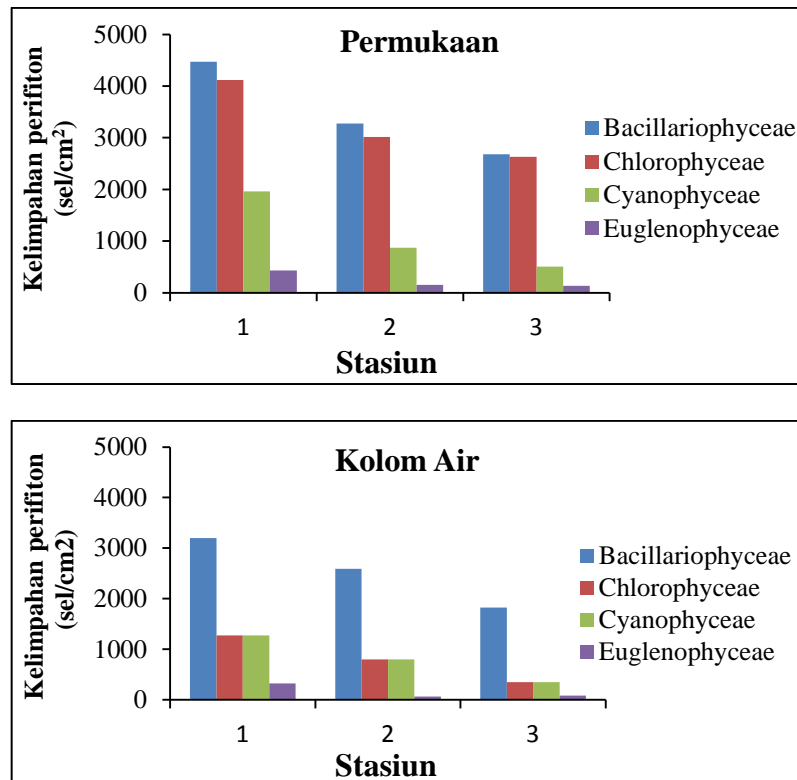 Permukaan
Kelimpahan perifiton
(sel/cm²)
5000
4000
3000
2000
1000
0
1 2 3
Stasiun
Bacillariophyceae
Chlorophyceae
Cyanophyceae
Euglenophyceae
Kolom Air
Kelimpahan perifiton
(sel/cm2)
5000
4000
3000
2000
1000
0
1 2 3
Stasiun
Bacillariophyceae
Chlorophyceae
Cyanophyceae
Euglenophyceae